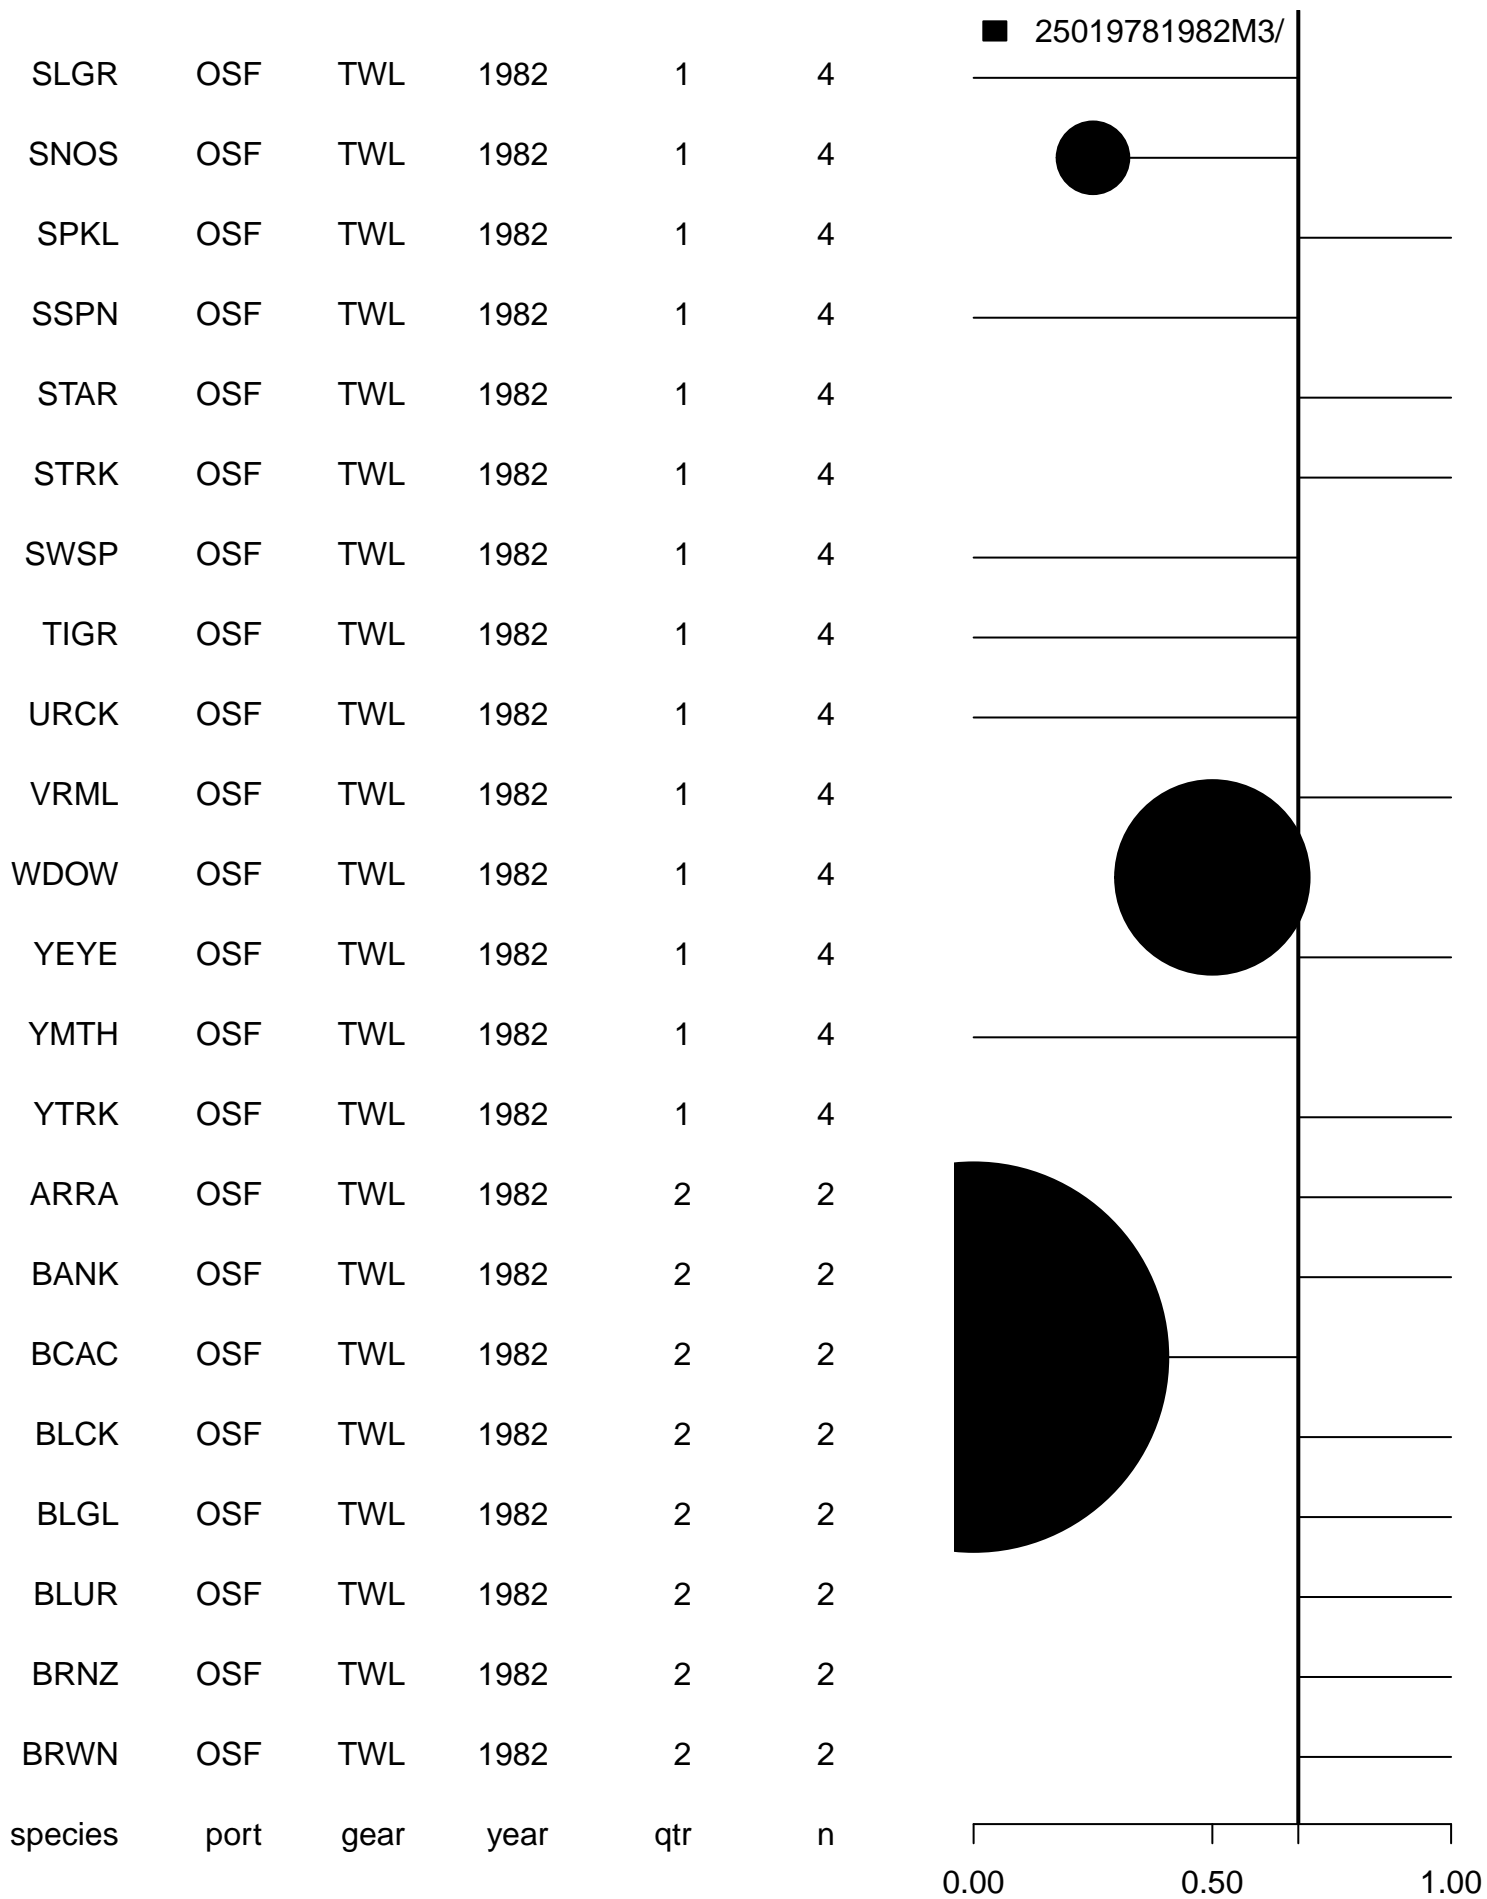 25019781982M3/
SLGR OSF TWL 1982 1 4
SNOS OSF TWL 1982 1 4
SPKL OSF TWL 1982 1 4
SSPN OSF TWL 1982 1 4
STAR OSF TWL 1982 1 4
STRK OSF TWL 1982 1 4
SWSP OSF TWL 1982 1 4
TIGR OSF TWL 1982 1 4
URCK OSF TWL 1982 1 4
VRML OSF TWL 1982 1 4
WDOW OSF TWL 1982 1 4
YEYE OSF TWL 1982 1 4
YMTH OSF TWL 1982 1 4
YTRK OSF TWL 1982 1 4
ARRA OSF TWL 1982 2 2
BANK OSF TWL 1982 2 2
BCAC OSF TWL 1982 2 2
BLCK OSF TWL 1982 2 2
BLGL OSF TWL 1982 2 2
BLUR OSF TWL 1982 2 2
BRNZ OSF TWL 1982 2 2
BRWN OSF TWL 1982 2 2
species port gear year qtr n
0.00 0.50 1.00